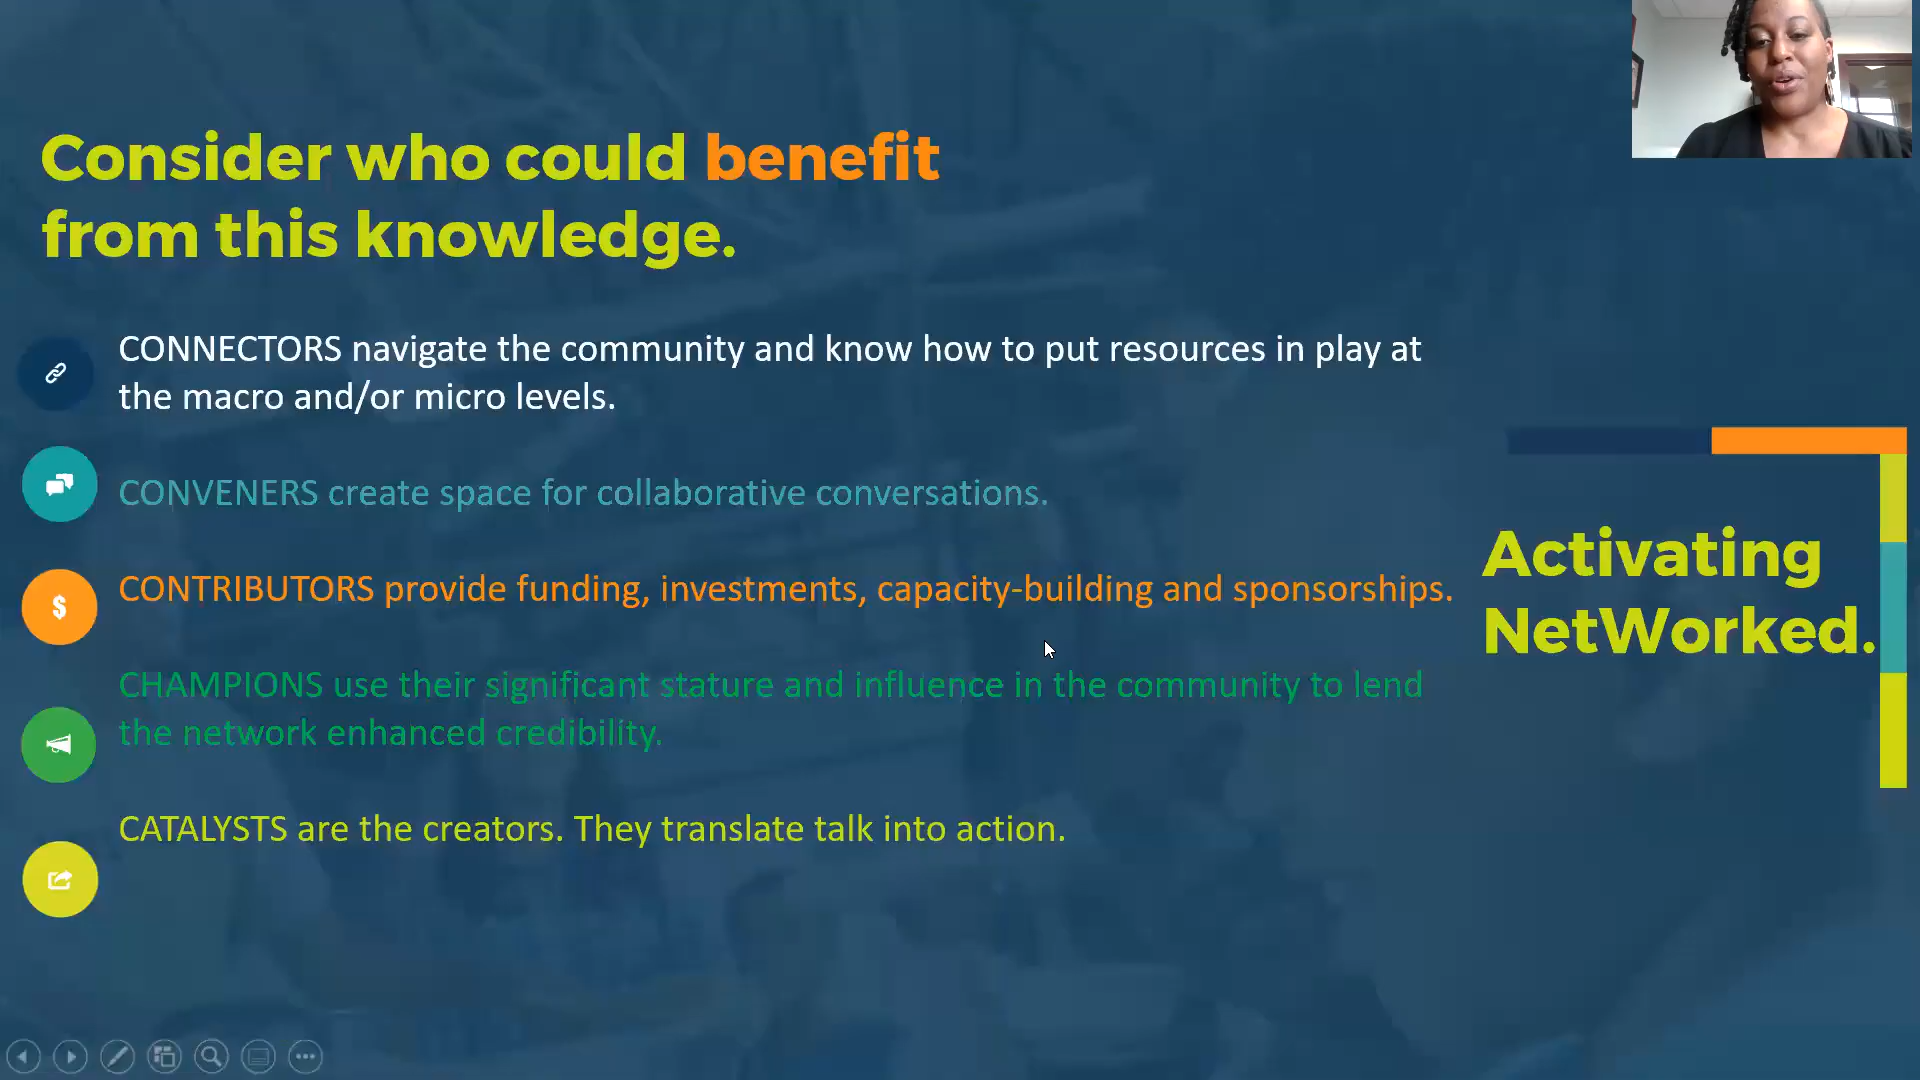 Consider who could benefit
from this knowledge.
CONNECTORS navigate the community and know how to put resources in play at
the macro and/or micro levels.
CONVENERS create space for collaborative conversations.
$
CONTRIBUTORS provide funding, investments, capacity-building and sponsorships.
CHAMPIONS use their significant stature and influence in the community to lend
the network enhanced credibility.
CATALYSTS are the creators. They translate talk into action.
Activating
NetWorked.